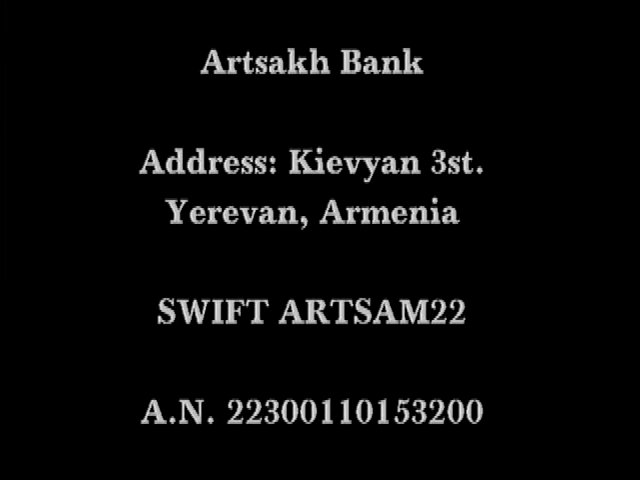 Artsakh Bank
Address: Kievyan 3st.
Yerevan, Armenia
SWIFT ARTSAM22
A.N. 22300110153200